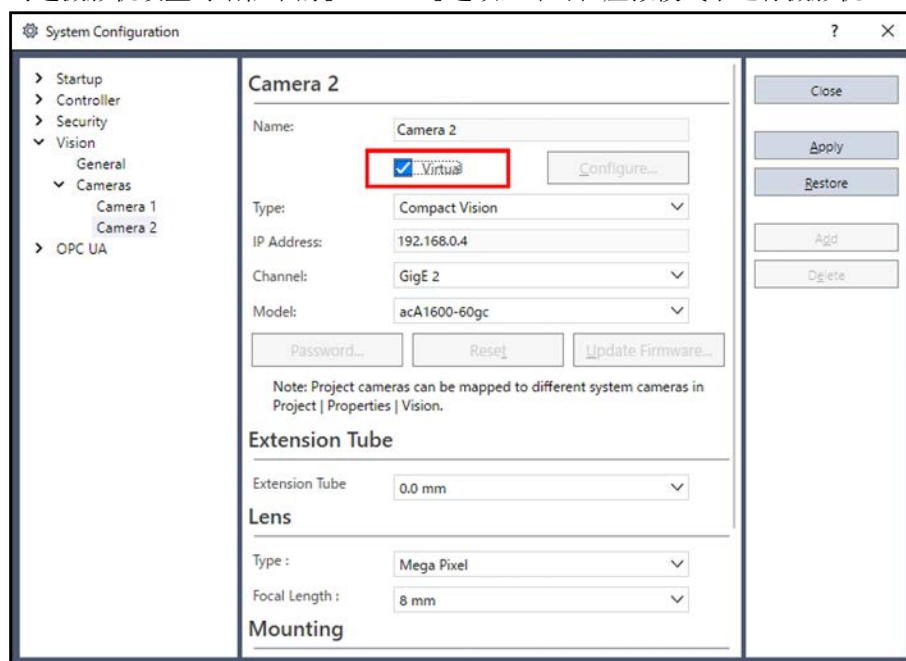 System Configuration
Startup
Controller
Security
Vision
General
Cameras
Camera 1
Camera 2
OPC UA
Camera 2
Name: Camera 2
Virtual Configure...
Type: Compact Vision
IP Address: 192.168.0.4
Channel: GigE 2
Model: acA1600-60gc
Password... Reset Update Firmware...
Note: Project cameras can be mapped to different system cameras in
Project | Properties | Vision.
Extension Tube
Extension Tube 0.0 mm
Lens
Type : Mega Pixel
Focal Length : 8 mm
Mounting
Close
Apply
Restore
Add
Delete